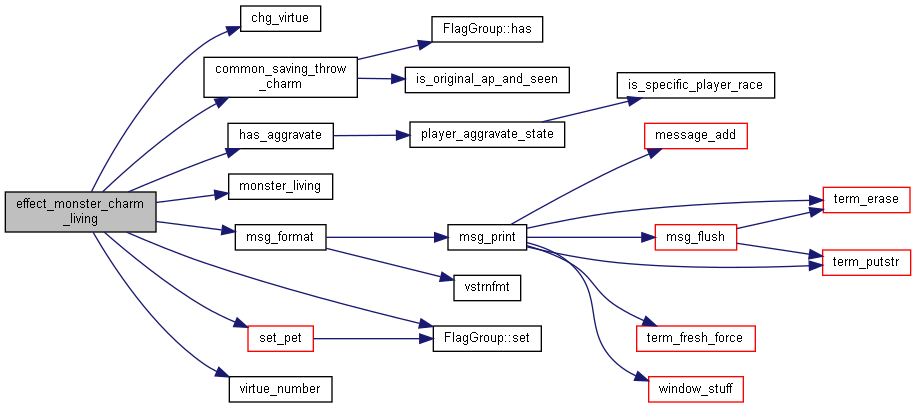 chg_virtue
FlagGroup::has
common_saving_throw
_charm
is_original_ap_and_seen
is_specific_player_race
has_aggravate
player_aggravate_state
message_add
monster_living
effect_monster_charm
_living
term_erase
msg_format
msg_print
msg_flush
term_putstr
vstrnfmt
set_pet
FlagGroup::set
term_fresh_force
virtue_number
window_stuff